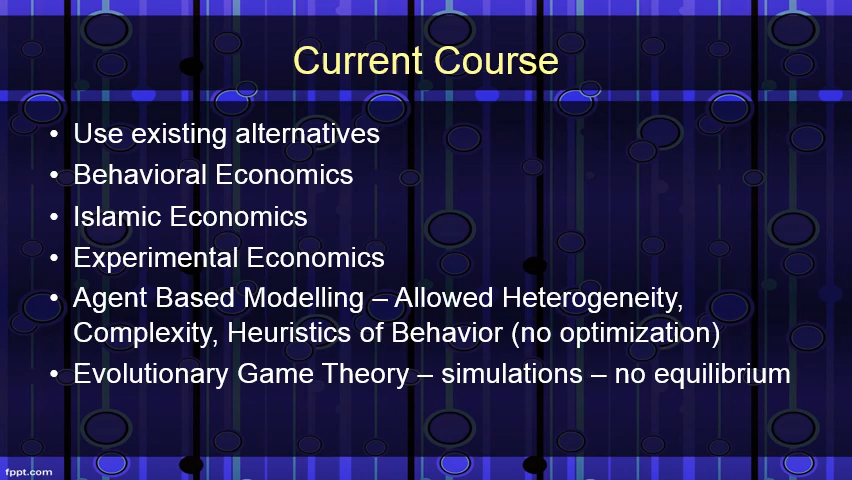 Current Course
• Use existing alternatives
• Behavioral Economics
• Islamic Economics
• Experimental Economics
• Agent Based Modelling – Allowed Heterogeneity,
Complexity, Heuristics of Behavior (no optimization)
• Evolutionary Game Theory – simulations – no equilibrium
fppt.com